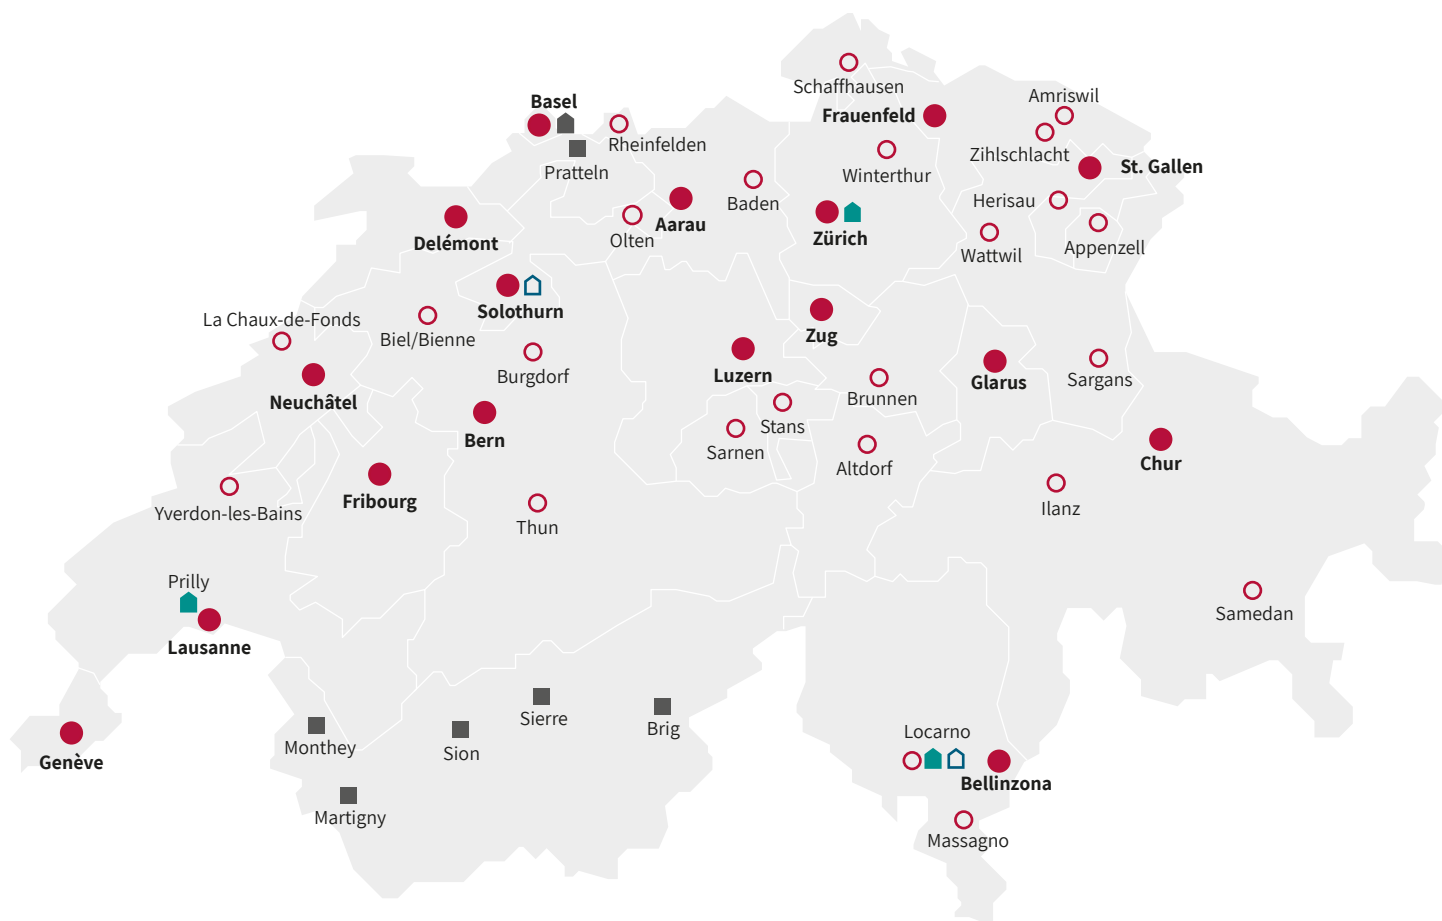 Schaffhausen
Amriswil
Basel
Frauenfeld
Rheinfelden
Zihlschlacht
St. Gallen
Pratteln
Winterthur
Baden
Herisau
Aarau
Olten
Zürich
Delémont
Appenzell
Wattwil
Solothurn
La Chaux-de-Fonds
Biel/Bienne
Zug
Burgdorf
Luzern
Glarus
Sargans
Neuchâtel
Brunnen
Stans
Bern
Sarnen
Altdorf
Chur
Fribourg
Ilanz
Yverdon-les-Bains
Thun
Prilly
Samedan
Lausanne
Sierre
Brig
Locarno
Monthey
Sion
Genève
Bellinzona
Martigny
Massagno